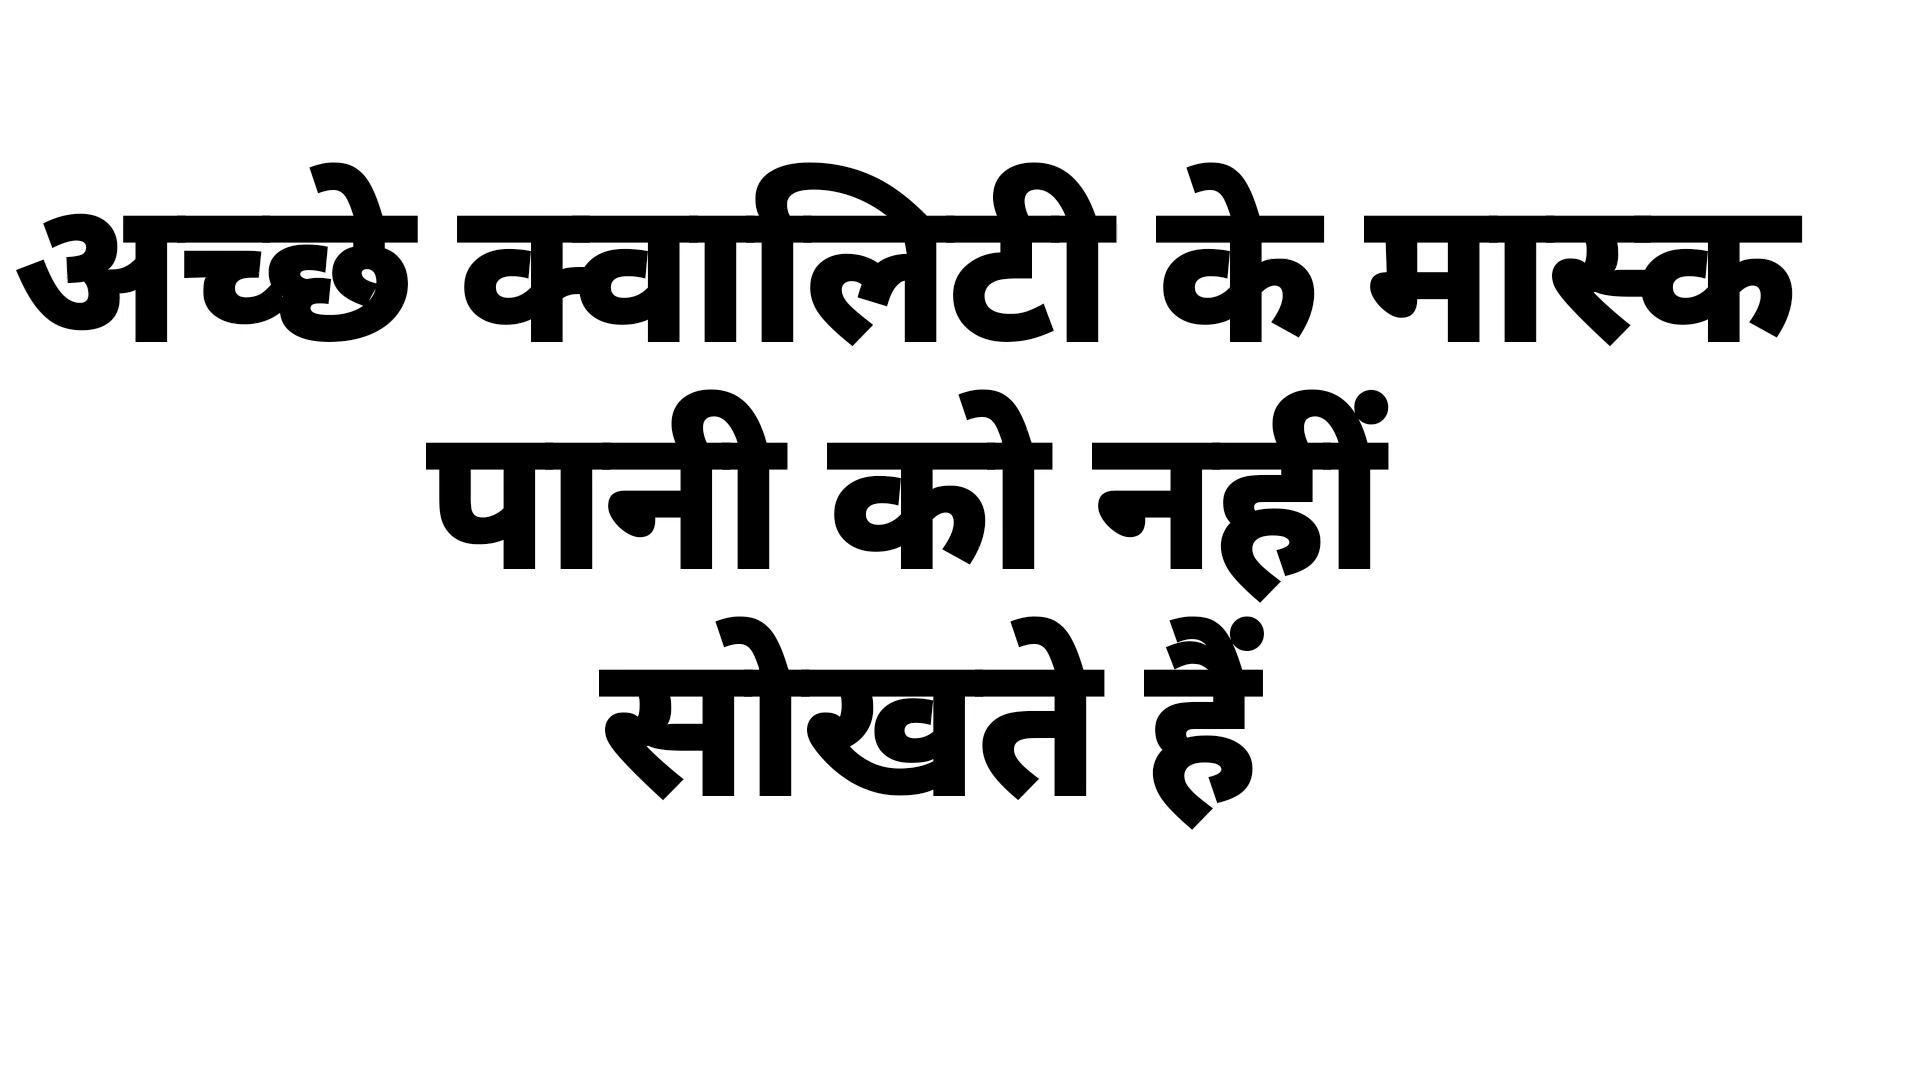 अच्छे क्वालिटी के मास्क
पानी को नहीं
सोखते हैं